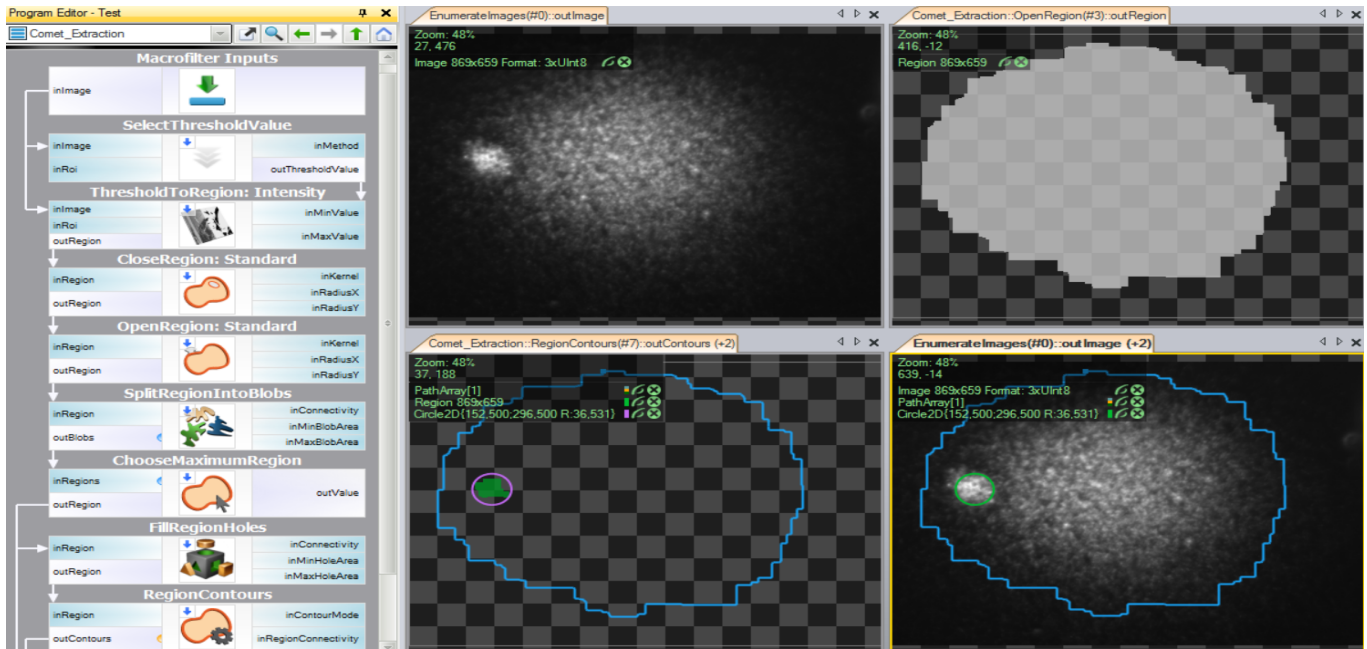 Program Editor - Test
Comet_Extraction
Macrofilter Inputs
inImage
SelectThresholdValue
inImage
inMethod
inRoi
outThresholdValue
ThresholdToRegion: Intensity
inImage
inMinValue
inRoi
inMaxValue
outRegion
CloseRegion: Standard
inRegion
inKernel
inRadiusX
outRegion
inRadiusY
OpenRegion: Standard
inRegion
inKernel
inRadiusX
outRegion
inRadiusY
SplitRegionIntoBlobs
inRegion
inConnectivity
inMinBlobArea
outBlobs
inMaxBlobArea
ChooseMaximumRegion
inRegions
outValue
outRegion
FillRegionHoles
inRegion
inConnectivity
inMinHoleArea
outRegion
inMaxHoleArea
RegionContours
inRegion
inContourMode
outContours
inRegionConnectivity
EnumerateImages(#0)::outImage
Zoom: 48%
27, 476
Image 869x659 Format: 3xUInt8
Comet_Extraction::OpenRegion(#3)::outRegion
Zoom: 48%
416, -12
Region 869x659
Comet_Extraction::RegionContours(#7)::outContours (+2)
Zoom: 48%
37, 188
PathArray[1]
Region 869x659
Circle2D{152,500;296,500 R:36,531}
EnumerateImages(#0)::outImage (+2)
Zoom: 48%
639, -14
Image 869x659 Format: 3xUInt8
PathArray[1]
Circle2D{152,500;296,500 R:36,531}